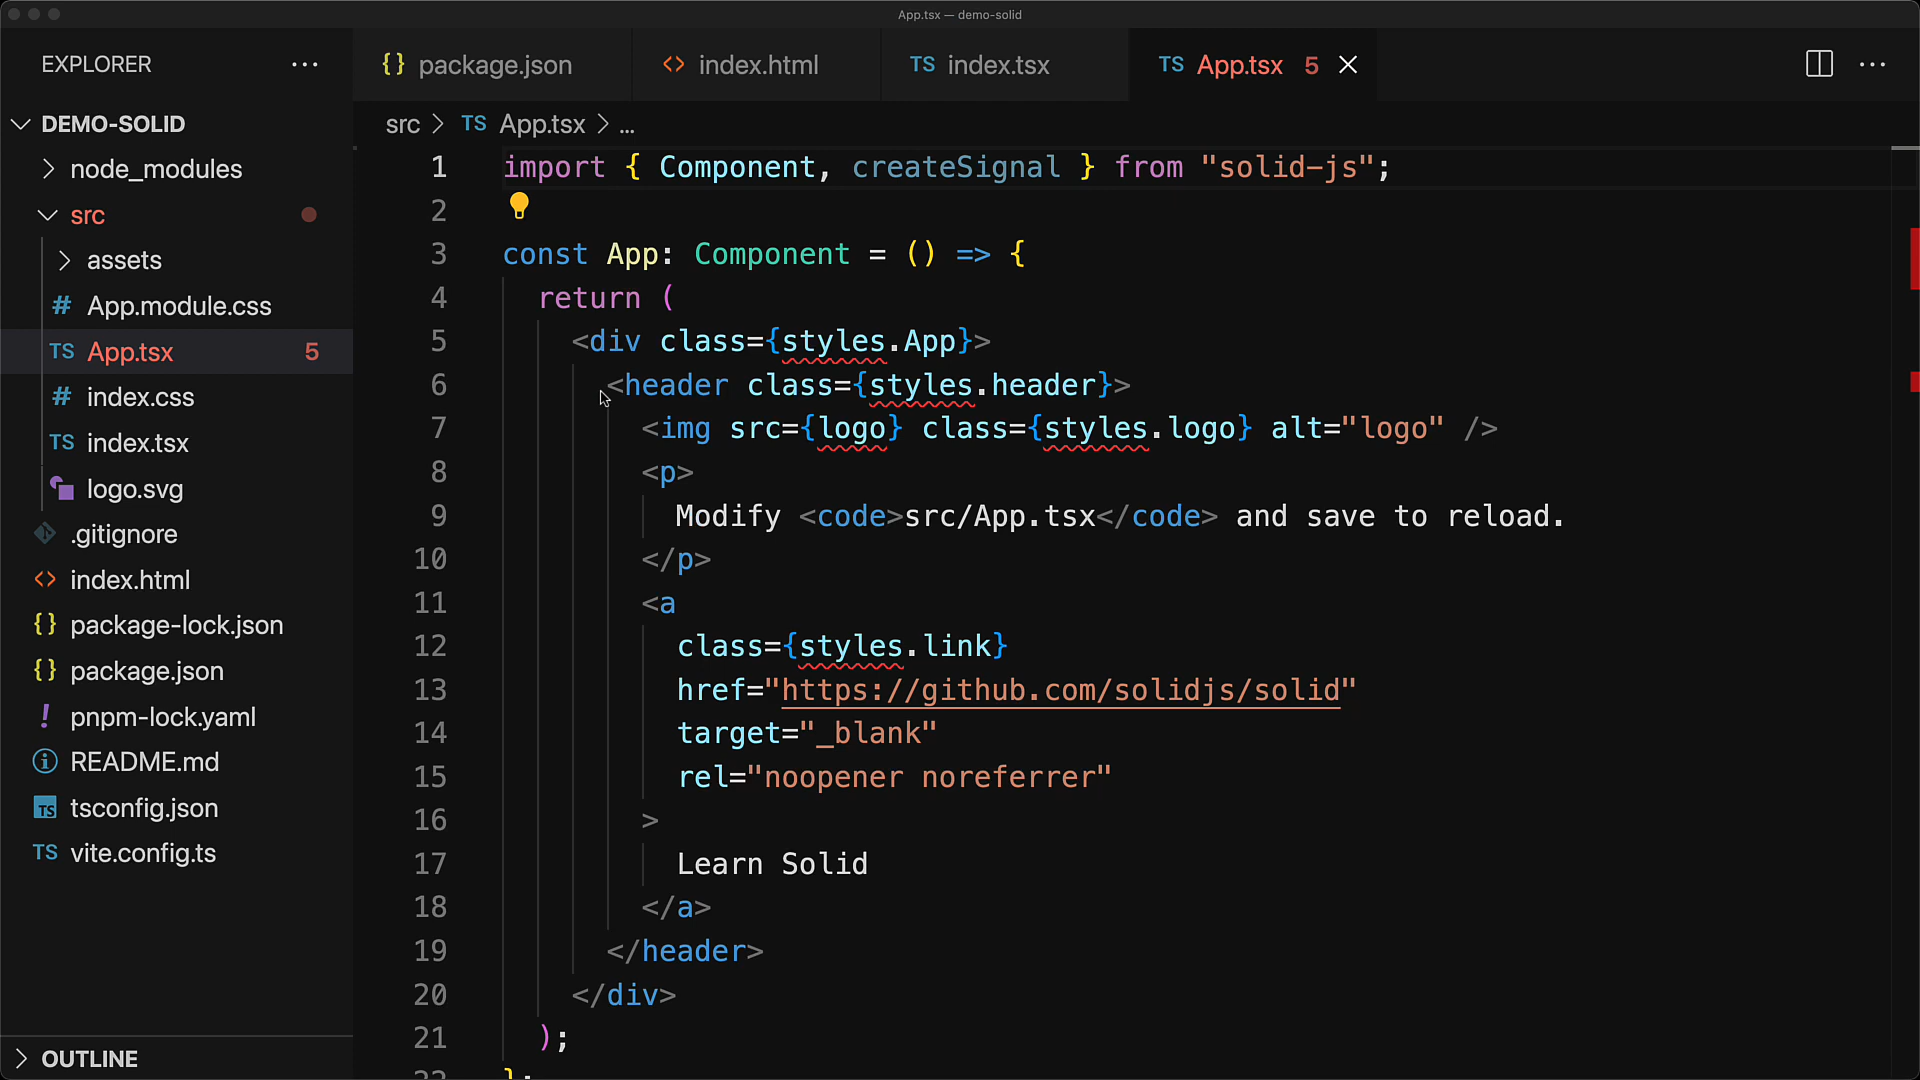 App.tsx — demo-solid
EXPLORER
{} package.json
<> index.html
TS index.tsx
TS App.tsx 5
DEMO-SOLID
node_modules
src
assets
# App.module.css
TS App.tsx 5
# index.css
TS index.tsx
logo.svg
.gitignore
<> index.html
{} package-lock.json
{} package.json
! pnpm-lock.yaml
README.md
TS tsconfig.json
TS vite.config.ts
OUTLINE
src > TS App.tsx > ...
1 import { Component, createSignal } from "solid-js";
2
3 const App: Component = () => {
4 return (
5 <div class={styles.App}>
6 <header class={styles.header}>
7 <img src={logo} class={styles.logo} alt="logo" />
8 <p>
9 Modify <code>src/App.tsx</code> and save to reload.
10 </p>
11 <a
12 class={styles.link}
13 href="https://github.com/solidjs/solid"
14 target="_blank"
15 rel="noopener noreferrer"
16 >
17 Learn Solid
18 </a>
19 </header>
20 </div>
21 );
22 };